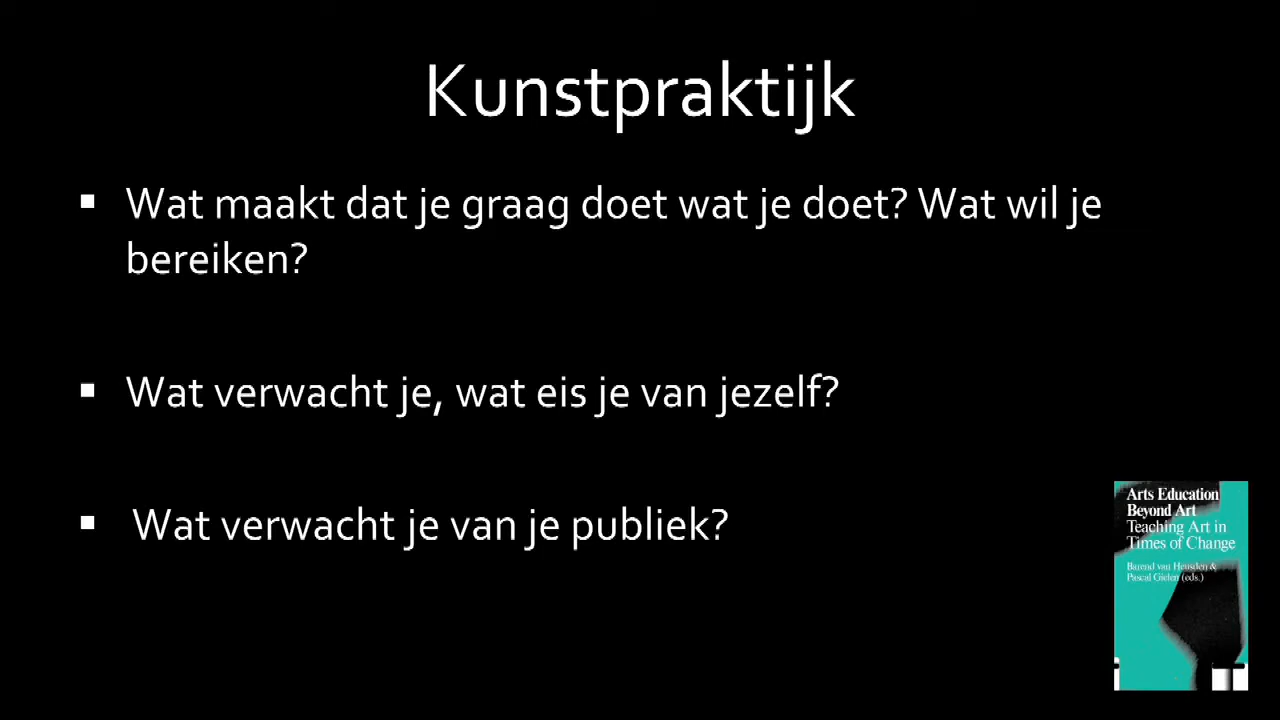 Kunstpraktijk
▪ Wat maakt dat je graag doet wat je doet? Wat wil je
bereiken?
▪ Wat verwacht je, wat eis je van jezelf?
▪ Wat verwacht je van je publiek?
Arts Education
Beyond Art
Teaching Art in
Times of Change
Barend van Heusden &
Pascal Gielen (eds.)